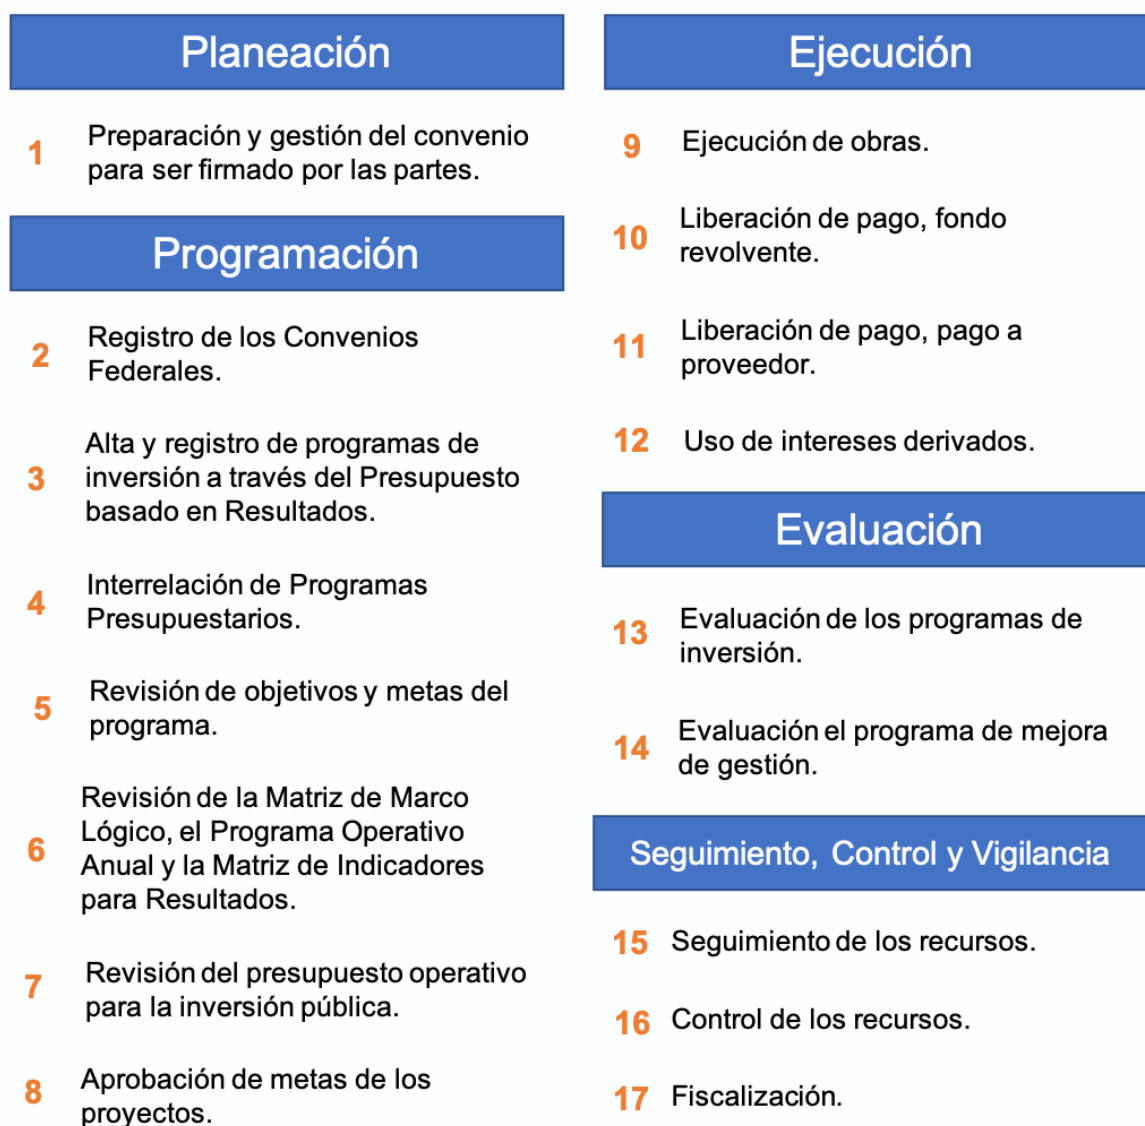 Planeación
1 Preparación y gestión del convenio
para ser firmado por las partes.
Programación
2 Registro de los Convenios
Federales.
3 Alta y registro de programas de
inversión a través del Presupuesto
basado en Resultados.
4 Interrelación de Programas
Presupuestarios.
5 Revisión de objetivos y metas del
programa.
6 Revisión de la Matriz de Marco
Lógico, el Programa Operativo
Anual y la Matriz de Indicadores
para Resultados.
7 Revisión del presupuesto operativo
para la inversión pública.
8 Aprobación de metas de los
proyectos.
Ejecución
9 Ejecución de obras.
10 Liberación de pago, fondo
revolvente.
11 Liberación de pago, pago a
proveedor.
12 Uso de intereses derivados.
Evaluación
13 Evaluación de los programas de
inversión.
14 Evaluación el programa de mejora
de gestión.
Seguimiento, Control y Vigilancia
15 Seguimiento de los recursos.
16 Control de los recursos.
17 Fiscalización.